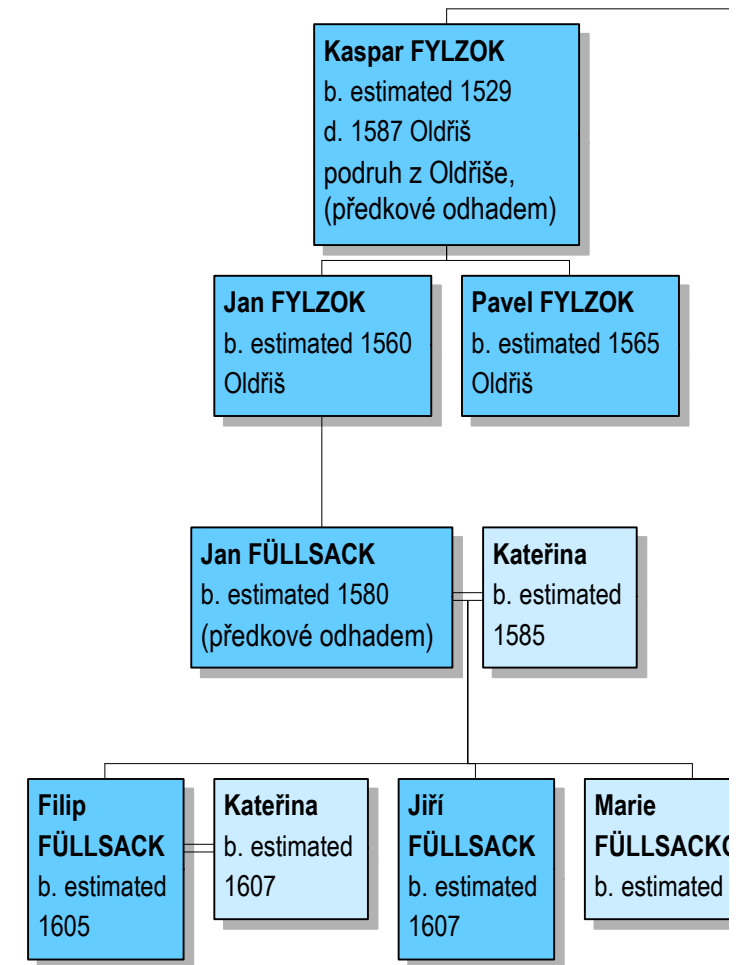 Kaspar FYLZOK
b. estimated 1529
d. 1587 Oldřiš
podruh z Oldřiše,
(předkové odhadem)
Jan FYLZOK
b. estimated 1560
Oldřiš
Pavel FYLZOK
b. estimated 1565
Oldřiš
Jan FÜLLSACK
b. estimated 1580
(předkové odhadem)
Kateřina
b. estimated
1585
Filip
FÜLLSACK
b. estimated
1605
Kateřina
b. estimated
1607
Jiří
FÜLLSACK
b. estimated
1607
Marie
b. estimated